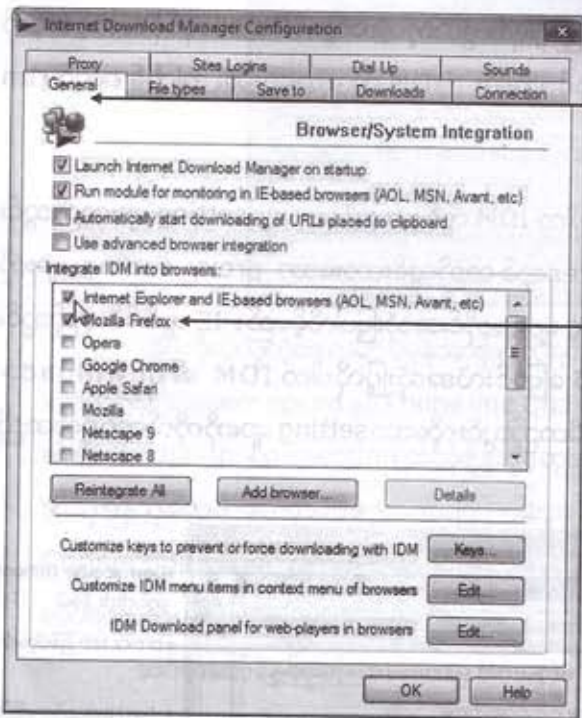 Internet Download Manager Configuration
Proxy Sites Logins Dial Up Sounds
General File types Save to Downloads Connection
Browser/System Integration
Launch Internet Download Manager on startup
Run module for monitoring in IE-based browsers (AOL, MSN, Avant, etc)
Automatically start downloading of URLs placed to clipboard
Use advanced browser integration
Integrate IDM into browsers:
Internet Explorer and IE-based browsers (AOL, MSN, Avant, etc)
Mozilla Firefox
Opera
Google Chrome
Apple Safari
Mozilla
Netscape 9
Netscape 8
Reintegrate All Add browser... Details
Customize keys to prevent or force downloading with IDM Keys...
Customize IDM menu items in context menu of browsers Edit...
IDM Download panel for web-players in browsers Edit...
OK Help